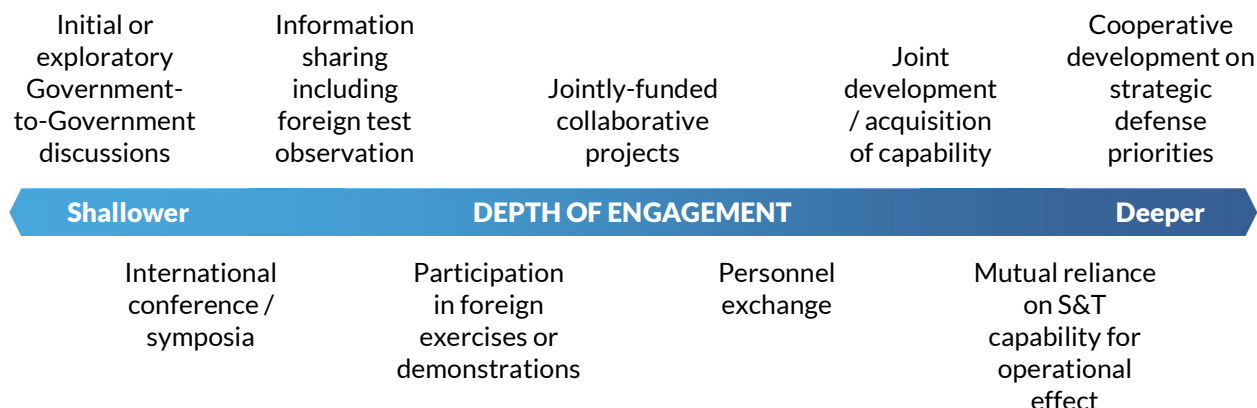 Initial or
exploratory
Government-
to-Government
discussions
Information
sharing
including
foreign test
observation
Jointly-funded
collaborative
projects
Joint
development
/ acquisition
of capability
Cooperative
development on
strategic
defense
priorities
Shallower
DEPTH OF ENGAGEMENT
Deeper
International
conference /
symposia
Participation
in foreign
exercises or
demonstrations
Personnel
exchange
Mutual reliance
on S&T
capability for
operational
effect